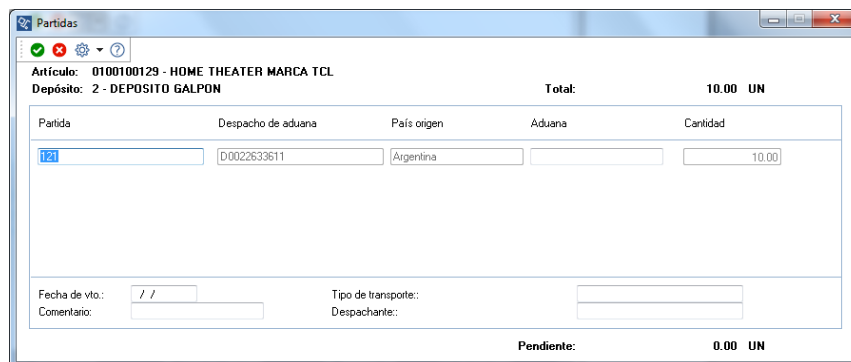 Partidas
Artículo: 0100100129 - HOME THEATER MARCA TCL
Depósito: 2 - DEPOSITO GALPON Total: 10.00 UN
Partida Despacho de aduana País origen Aduana Cantidad
121 D0022633611 Argentina 10.00
Fecha de vto.: / / Tipo de transporte::
Comentario: Despachante::
Pendiente: 0.00 UN